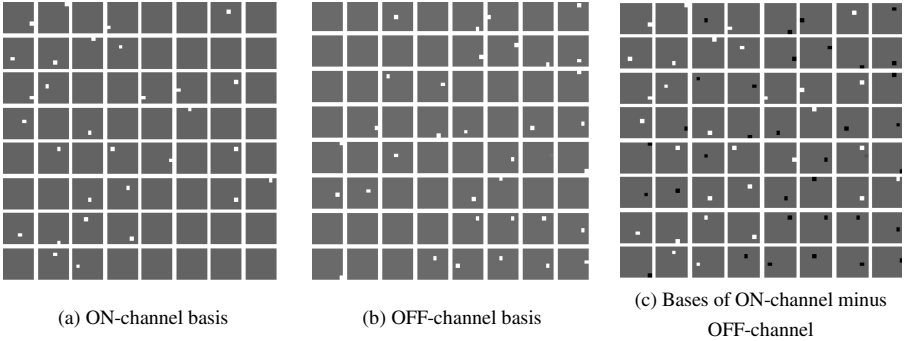 (a) ON-channel basis
(b) OFF-channel basis
(c) Bases of ON-channel minus
OFF-channel